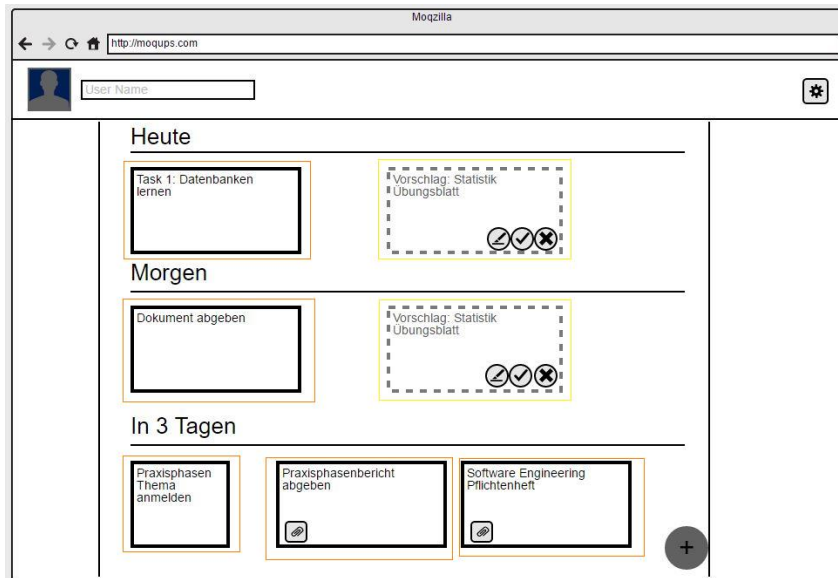 Moqzilla
http://moqups.com
User Name
Heute
Task 1: Datenbanken
lernen
Vorschlag: Statistik
Übungsblatt
Morgen
Dokument abgeben
Vorschlag: Statistik
Übungsblatt
In 3 Tagen
Praxisphasen
Thema
anmelden
Praxisphasenbericht
abgeben
Software Engineering
Pflichtenheft
+